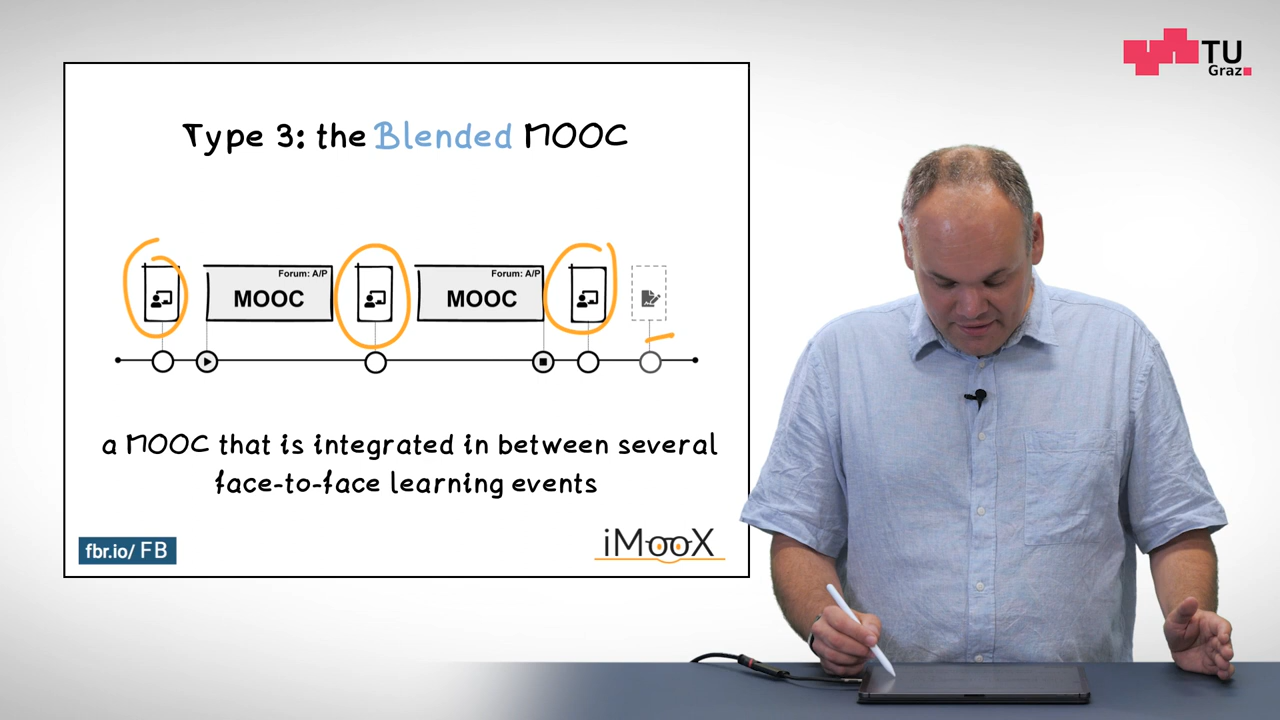 TU
Graz
Type 3: the Blended MOOC
Forum: A/P
MOOC
Forum: A/P
MOOC
a MOOC that is integrated in between several
face-to-face learning events
fbr.io/ FB
iMooX